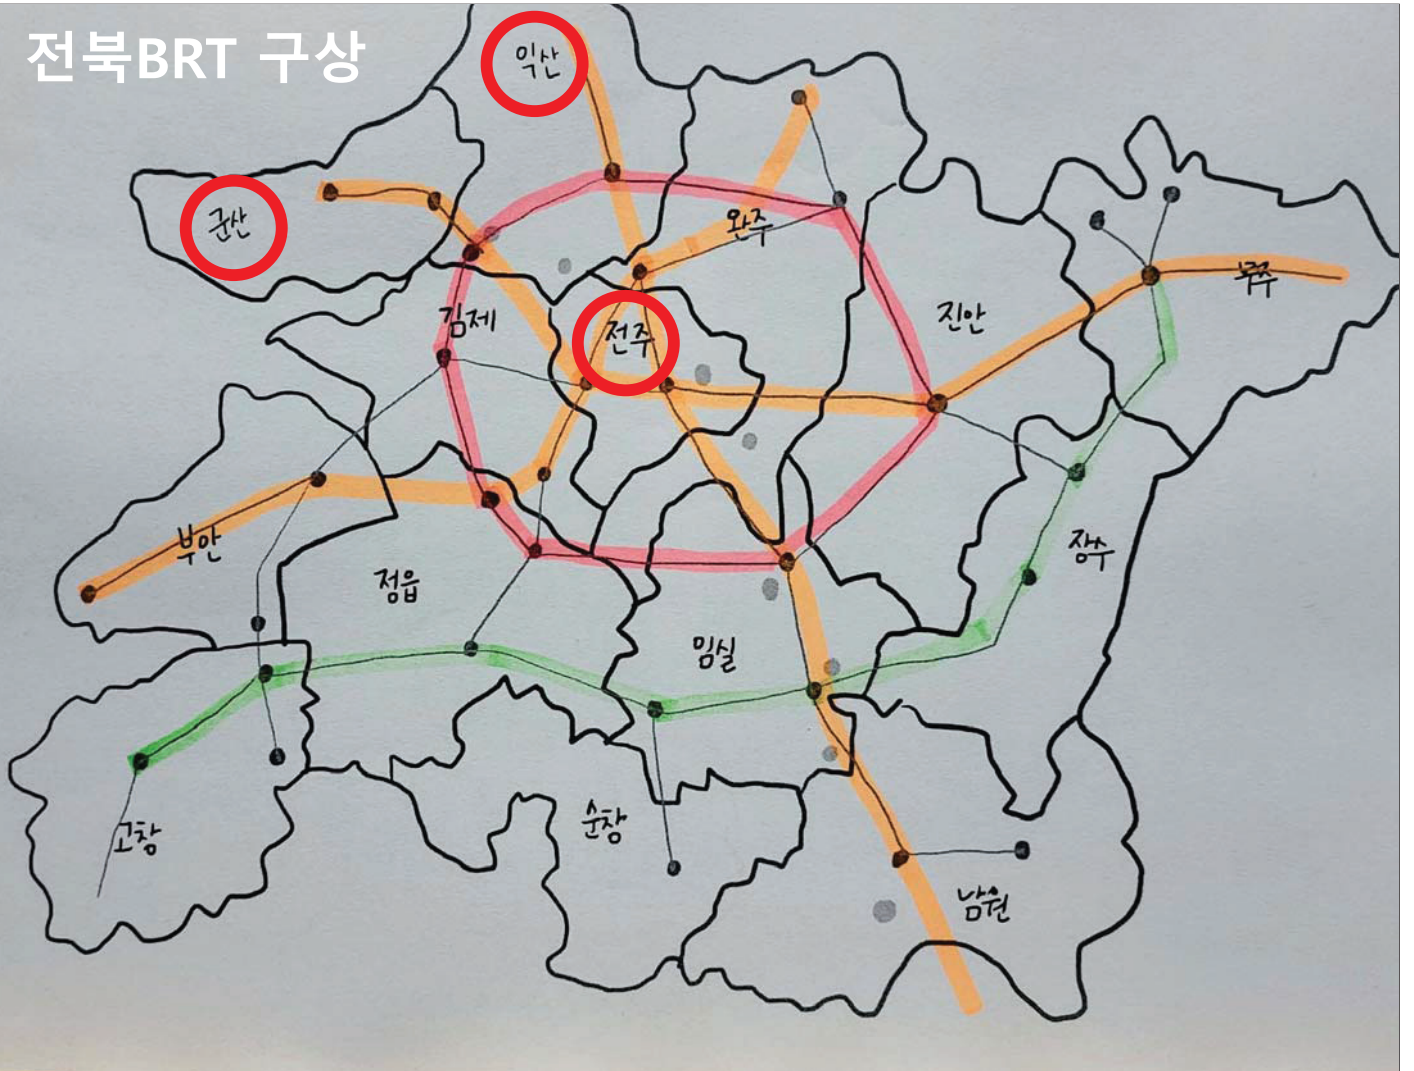 전북BRT 구상
익산
군산
완주
무주
김제
전주
진안
부안
정읍
장수
임실
고창
순창
남원